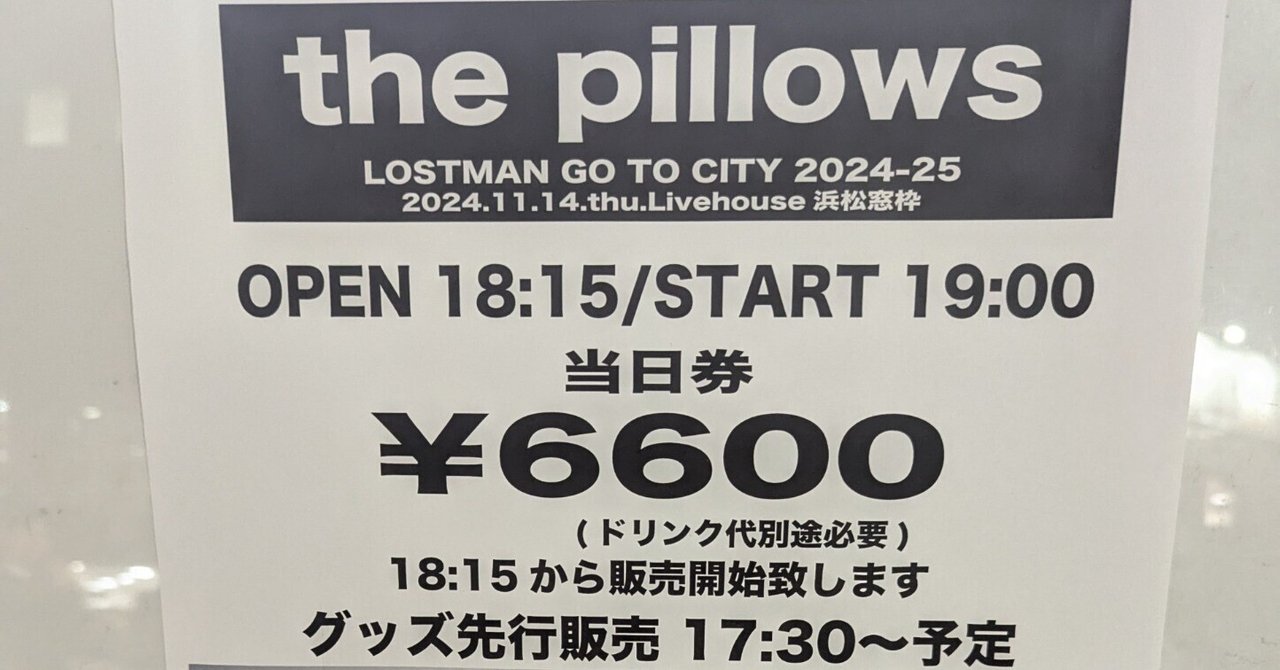 the pillows
LOSTMAN GO TO CITY 2024-25
2024.11.14.thu.Livehouse 浜松窓枠
OPEN 18:15/START 19:00
当日券
¥6600
(ドリンク代別途必要)
18:15 から販売開始致します
グッズ先行販売 17:30〜予定